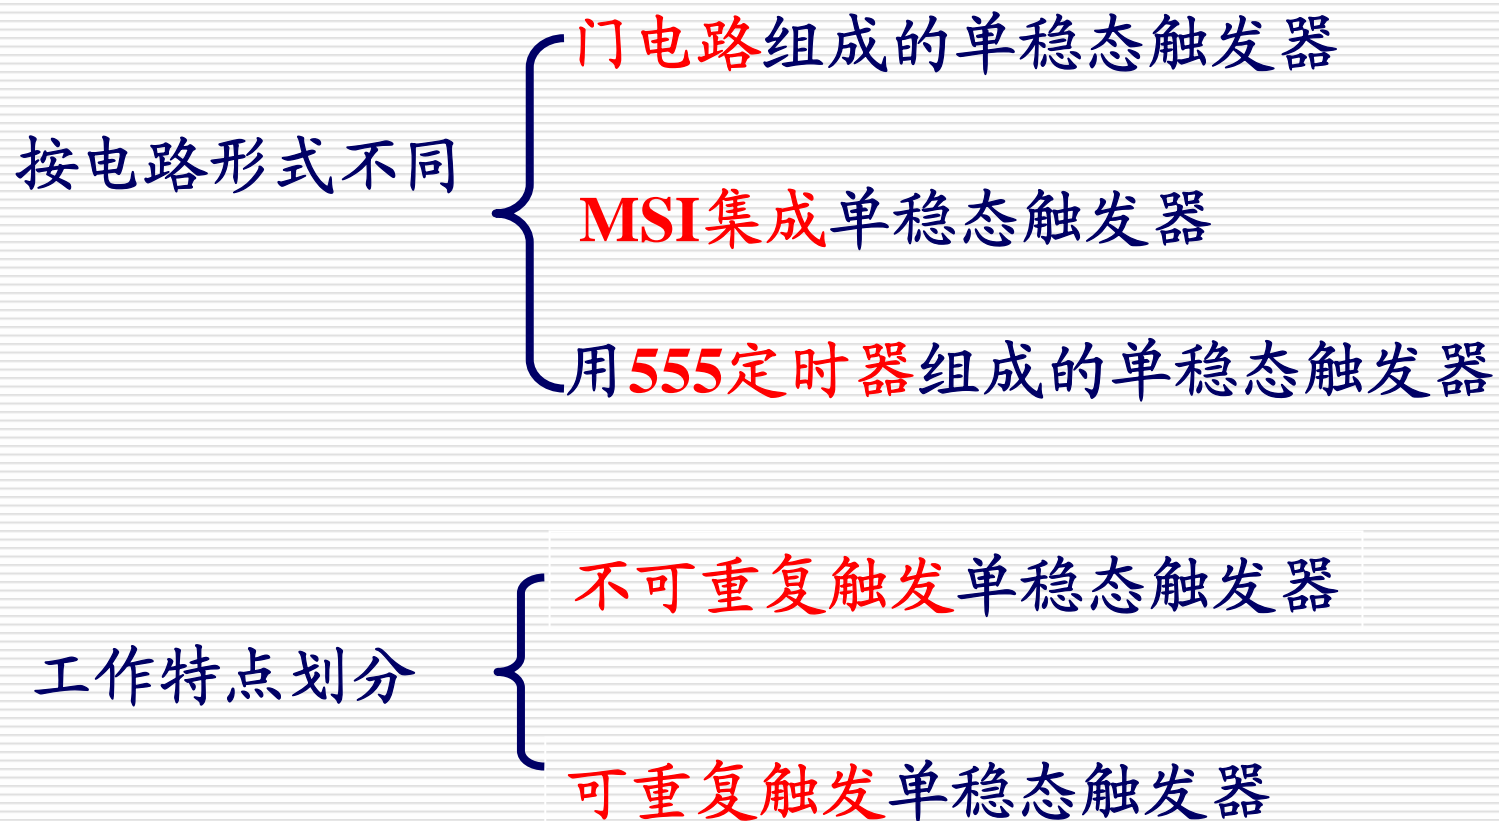 门电路组成的单稳态触发器
按电路形式不同
MSI集成单稳态触发器
用555定时器组成的单稳态触发器
不可重复触发单稳态触发器
工作特点划分
可重复触发单稳态触发器